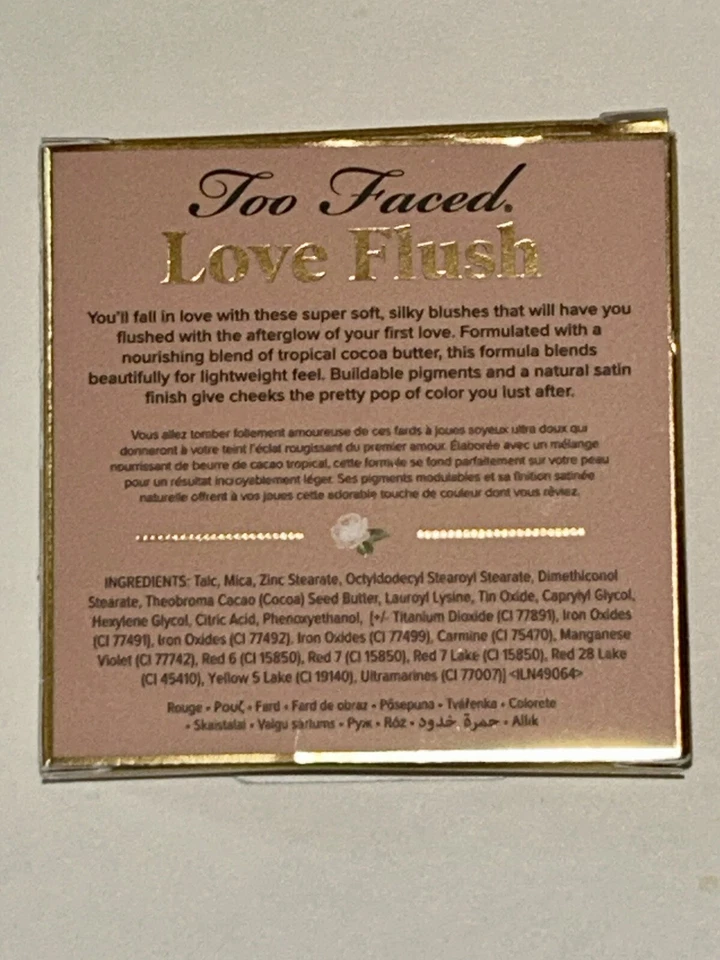 Too Faced.
Love Flush
You'll fall in love with these super soft, silky blushes that will have you
flushed with the afterglow of your first love. Formulated with a
nourishing blend of tropical cocoa butter, this formula blends
beautifully for lightweight feel. Buildable pigments and a natural satin
finish give cheeks the pretty pop of color you lust after.
Vous allez tomber follement amoureuse de ces fards à joues soyeux ultra doux qui
donneront à votre teint l'éclat rougissant du premier amour. Élaborée avec un mélange
nourrissant de beurre de cacao tropical, cette formule se fond parfaitement sur votre peau
pour un résultat incroyablement léger. Ses pigments modulables et sa finition satinée
naturelle offrent à vos joues cette adorable touche de couleur dont vous rêviez.
INGREDIENTS: Talc, Mica, Zinc Stearate, Octyldodecyl Stearoyl Stearate, Dimethiconol
Stearate, Theobroma Cacao (Cocoa) Seed Butter, Lauroyl Lysine, Tin Oxide, Caprylyl Glycol,
Hexylene Glycol, Citric Acid, Phenoxyethanol, [+/- Titanium Dioxide (CI 77891), Iron Oxides
(CI 77491), Iron Oxides (CI 77492), Iron Oxides (CI 77499), Carmine (CI 75470), Manganese
Violet (CI 77742), Red 6 (CI 15850), Red 7 (CI 15850), Red 7 Lake (CI 15850), Red 28 Lake
(CI 45410), Yellow 5 Lake (CI 19140), Ultramarines (CI 77007)] <ILN49064>
Rouge • Ρουζ • Fard • Fard de obraz • Põsepuna • Tvářenka • Colorete
• Skaistalai • Vaigu sārtums • Руж • Róż • حمرة خدود • Allık